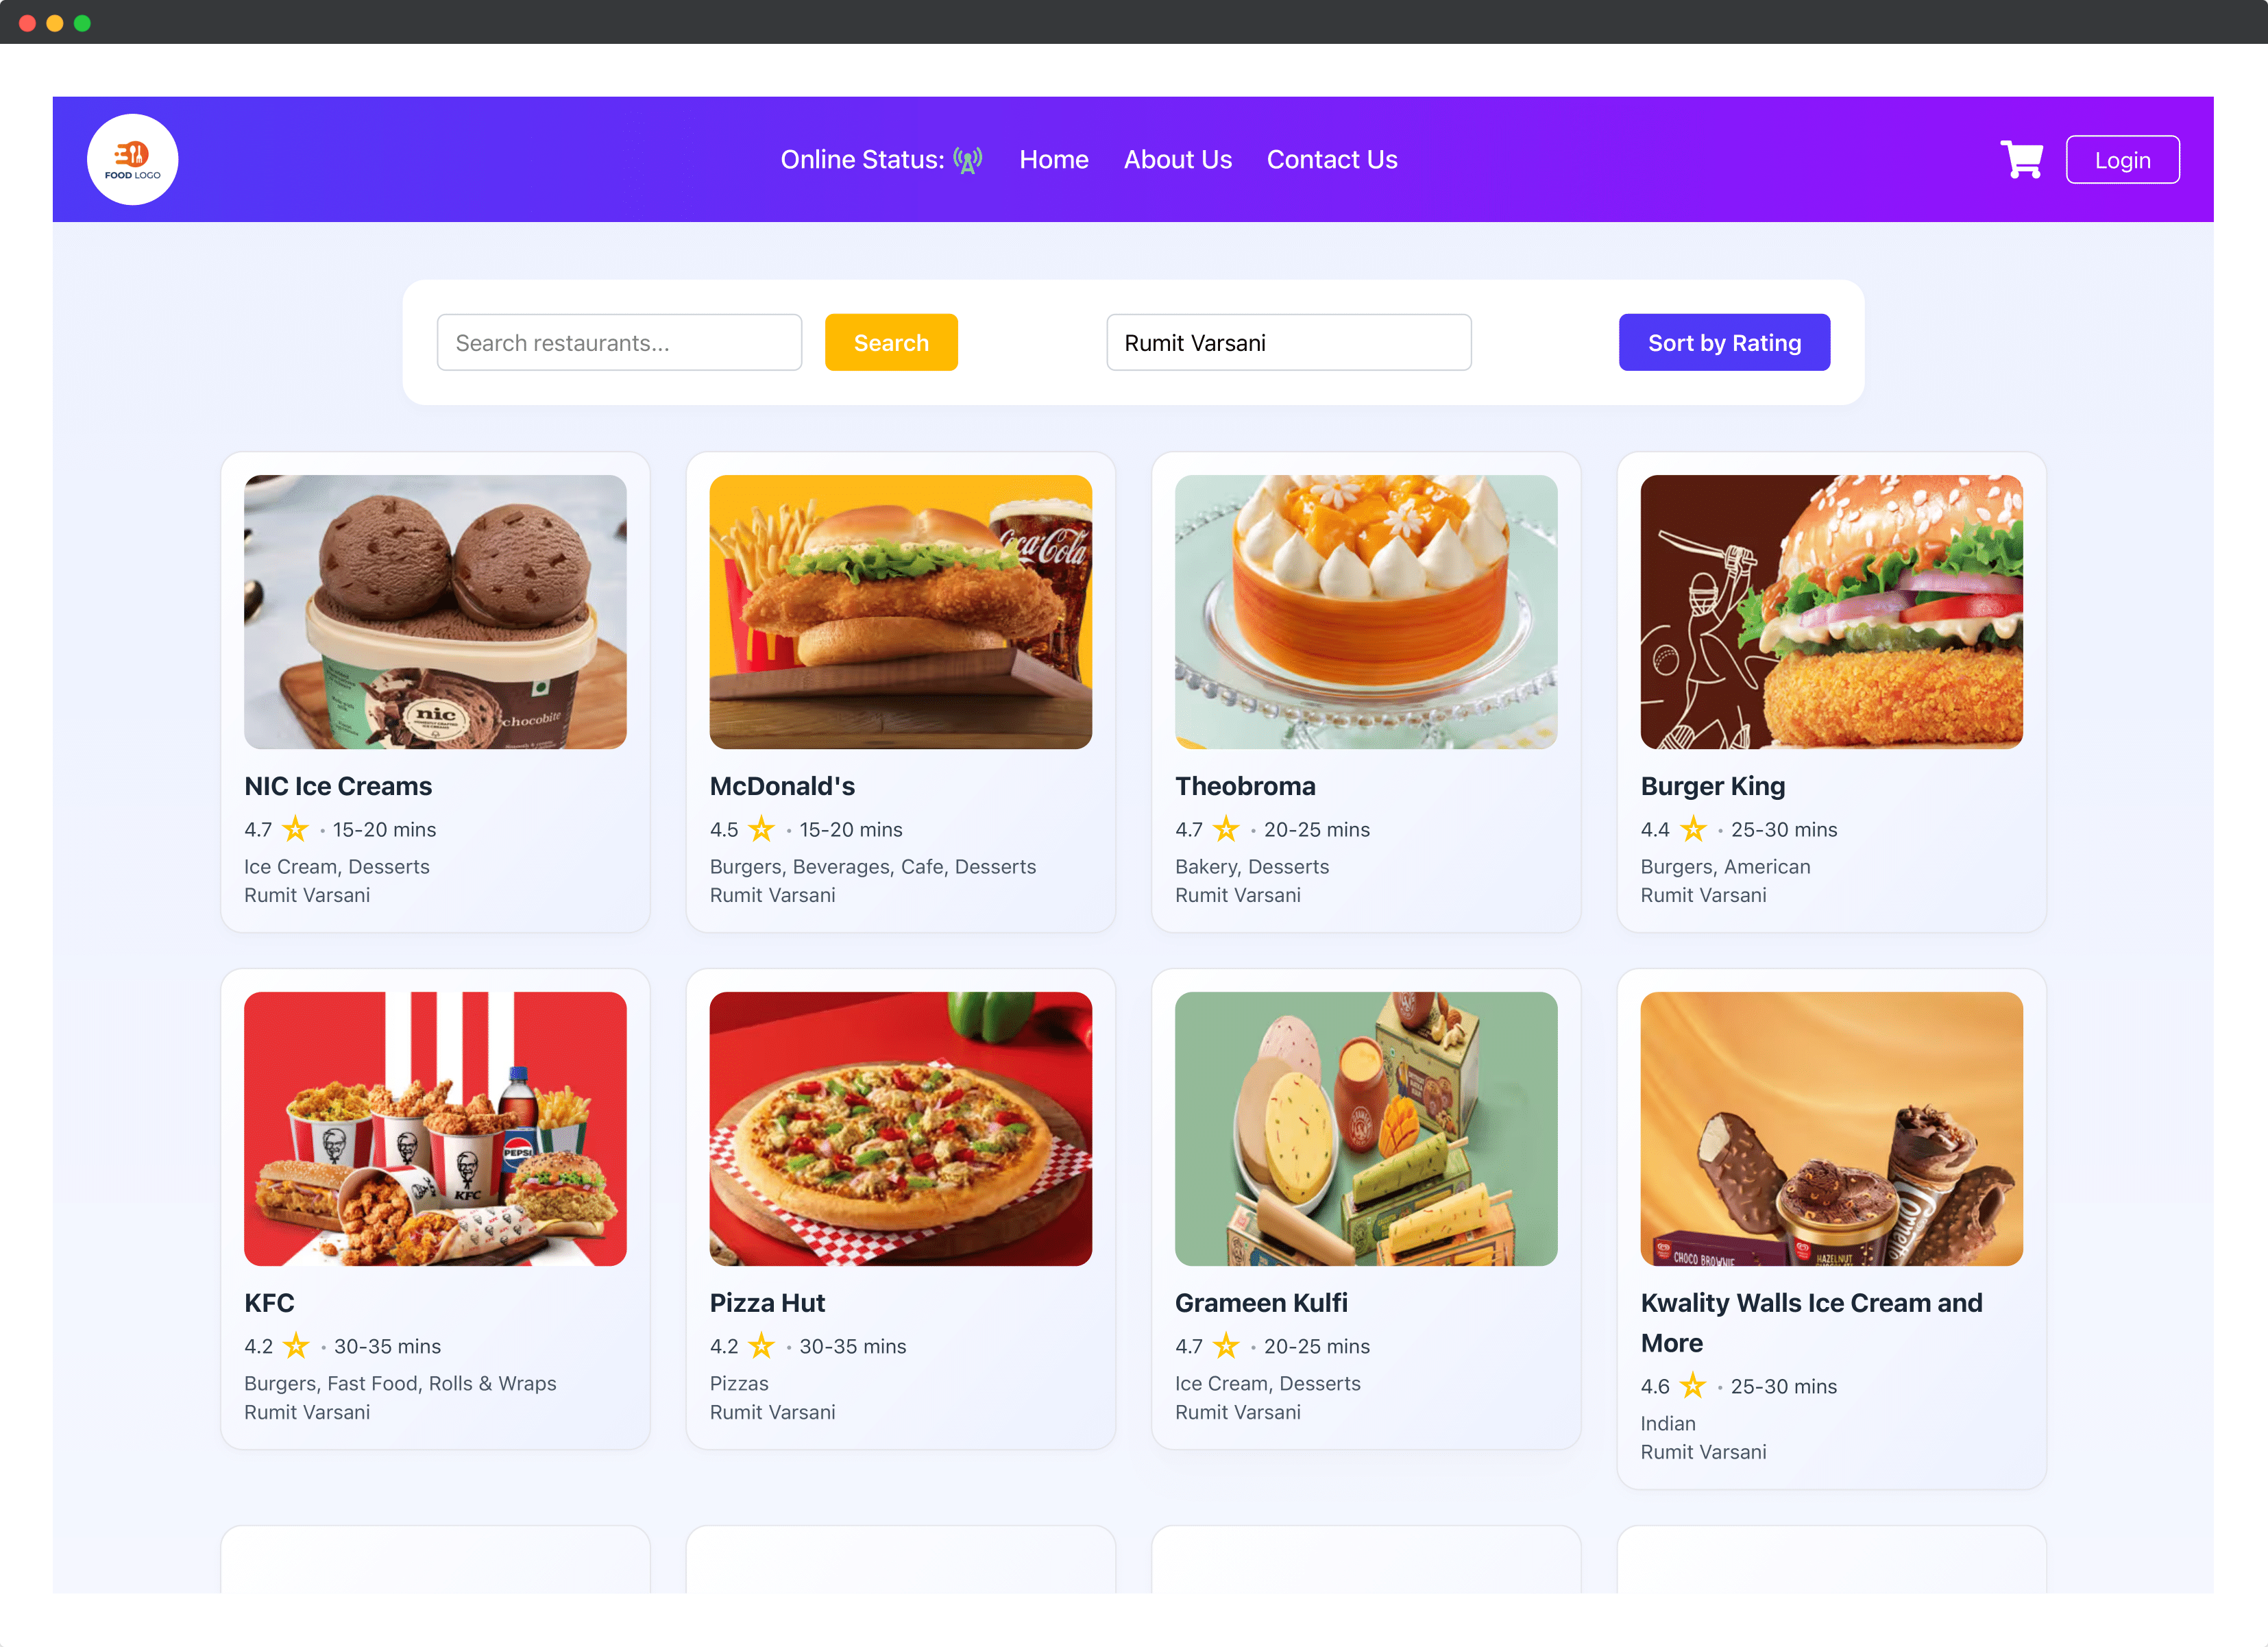 FOOD LOGO
Online Status:
Home
About Us
Contact Us
Login
Search restaurants...
Search
Rumit Varsani
Sort by Rating
nic
chocobite
Coca-Cola
NIC Ice Creams
4.7 · 15-20 mins
Ice Cream, Desserts
Rumit Varsani
McDonald's
4.5 · 15-20 mins
Burgers, Beverages, Cafe, Desserts
Rumit Varsani
Theobroma
4.7 · 20-25 mins
Bakery, Desserts
Rumit Varsani
Burger King
4.4 · 25-30 mins
Burgers, American
Rumit Varsani
PEPSI
KFC
CHOCO BROWNIE
HAZELNUT
KFC
4.2 · 30-35 mins
Burgers, Fast Food, Rolls & Wraps
Rumit Varsani
Pizza Hut
4.2 · 30-35 mins
Pizzas
Rumit Varsani
Grameen Kulfi
4.7 · 20-25 mins
Ice Cream, Desserts
Rumit Varsani
Kwality Walls Ice Cream and
More
4.6 · 25-30 mins
Indian
Rumit Varsani